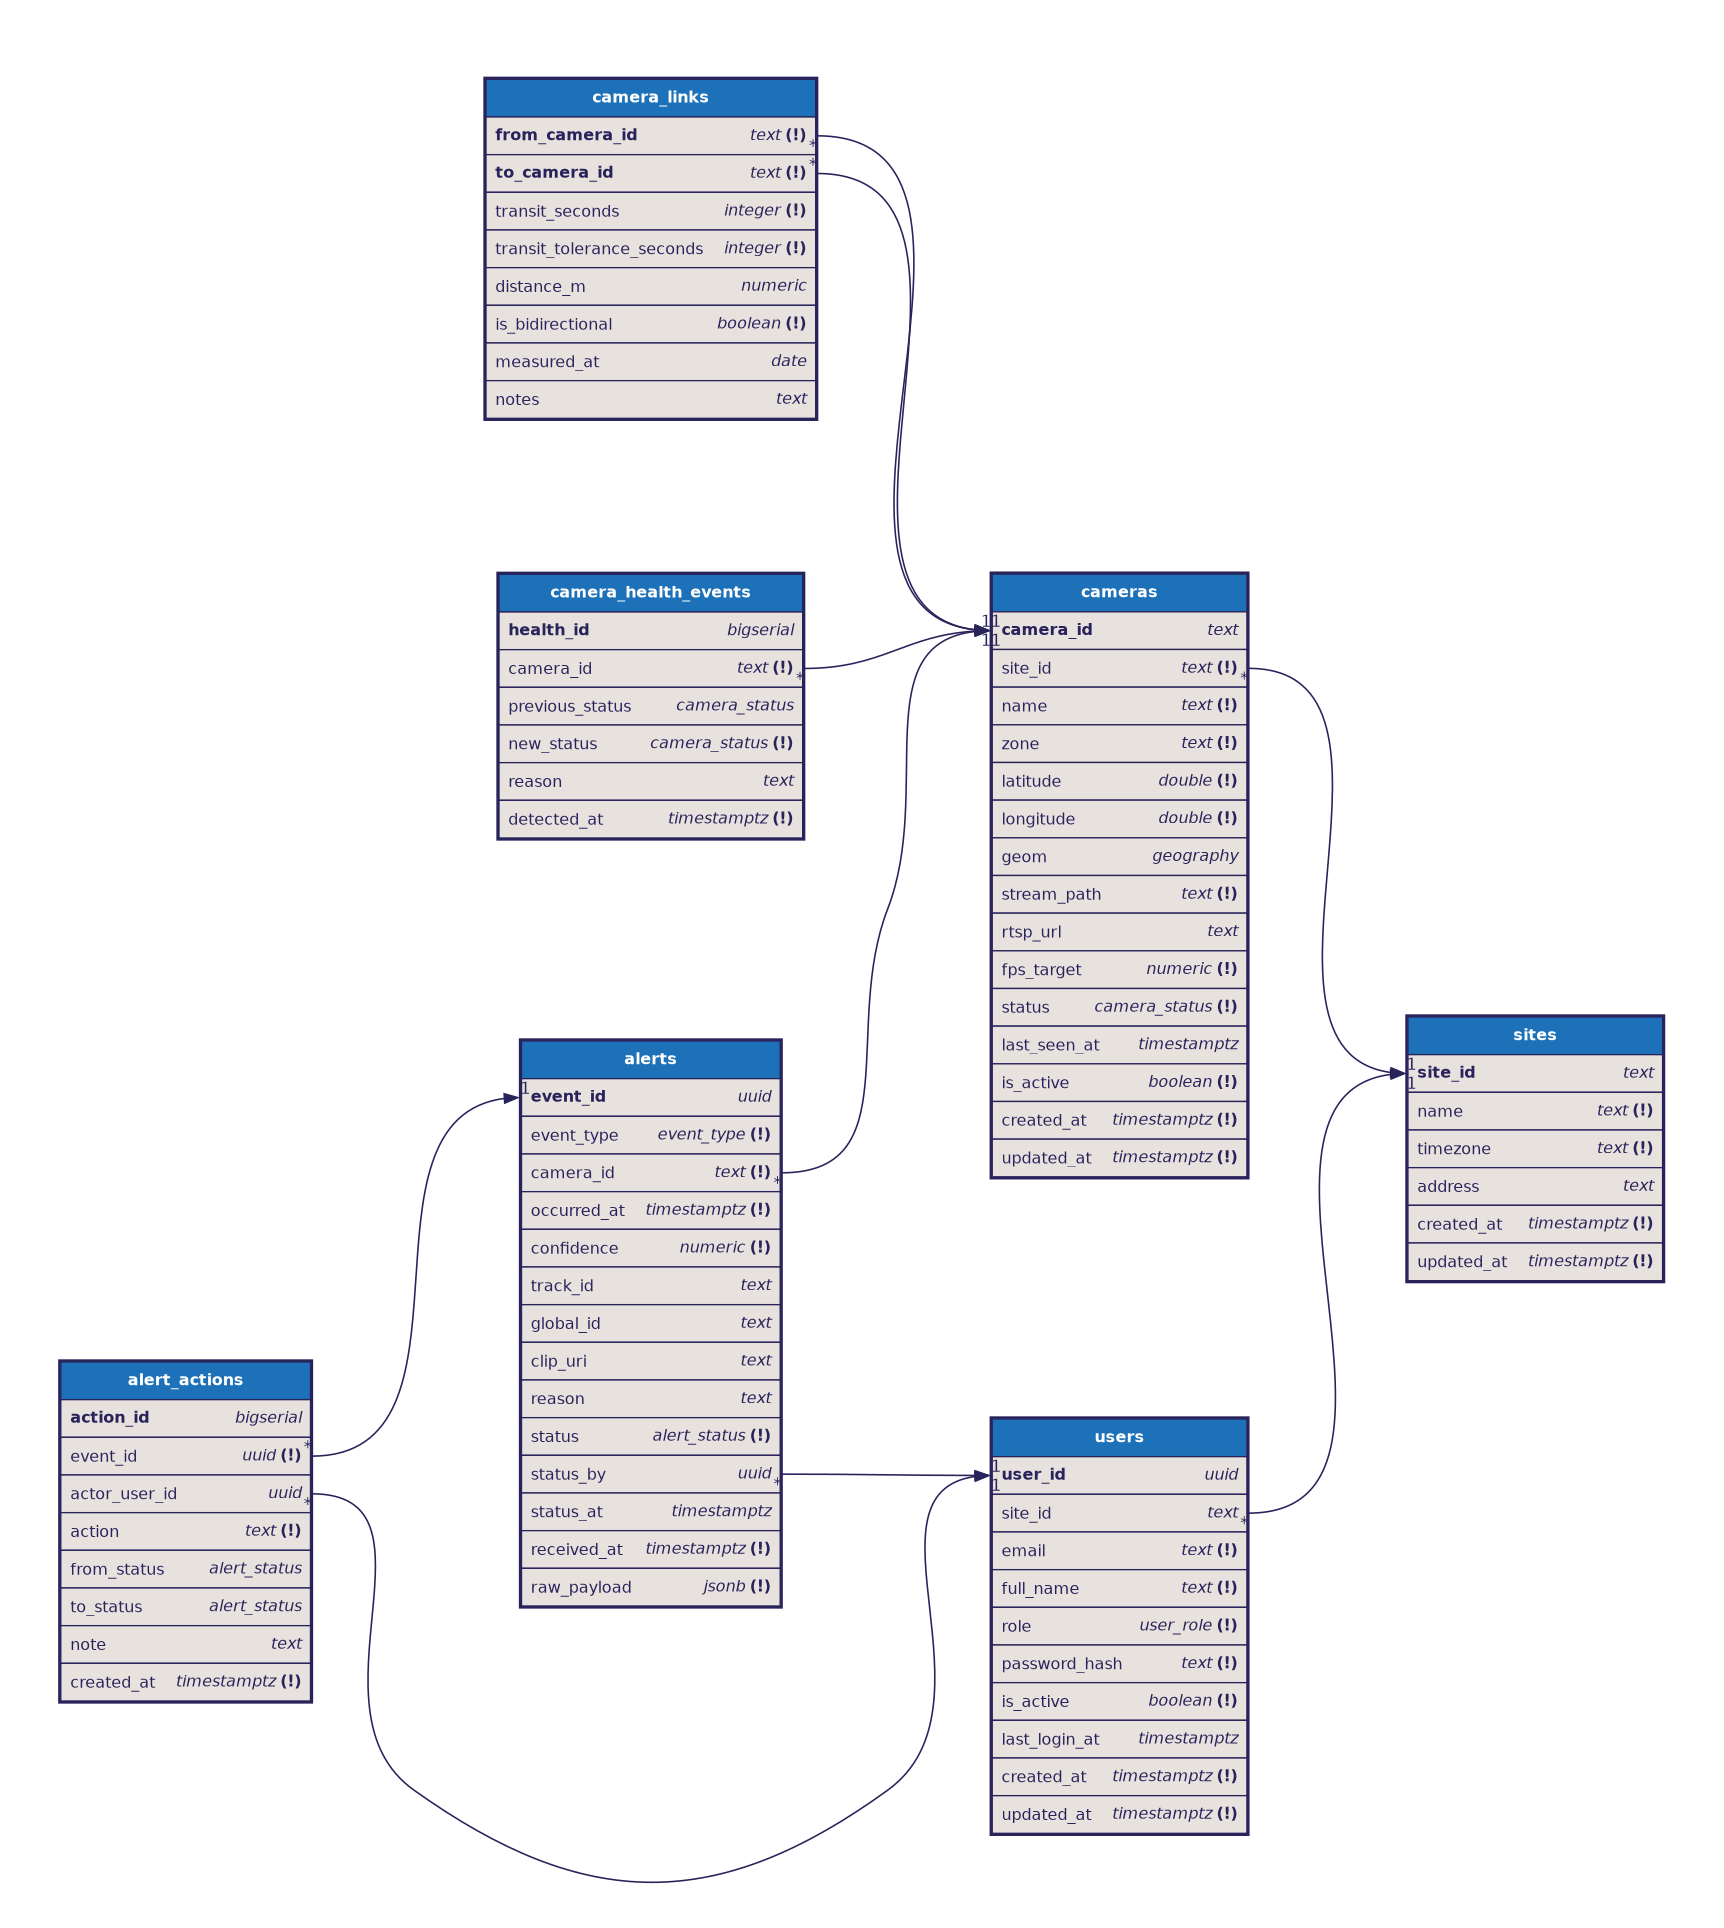 camera_links
from_camera_id text (!)
*
to_camera_id text (!)
*
transit_seconds integer (!)
transit_tolerance_seconds integer (!)
distance_m numeric
is_bidirectional boolean (!)
measured_at date
notes text
camera_health_events
health_id bigserial
camera_id text (!)
*
previous_status camera_status
new_status camera_status (!)
reason text
detected_at timestamptz (!)
cameras
11
camera_id text
11
site_id text (!)
*
name text (!)
zone text (!)
latitude double (!)
longitude double (!)
geom geography
stream_path text (!)
rtsp_url text
fps_target numeric (!)
status camera_status (!)
last_seen_at timestamptz
is_active boolean (!)
created_at timestamptz (!)
updated_at timestamptz (!)
sites
1
site_id text
1
name text (!)
timezone text (!)
address text
created_at timestamptz (!)
updated_at timestamptz (!)
alerts
1
event_id uuid
event_type event_type (!)
camera_id text (!)
*
occurred_at timestamptz (!)
confidence numeric (!)
track_id text
global_id text
clip_uri text
reason text
status alert_status (!)
status_by uuid
*
status_at timestamptz
received_at timestamptz (!)
raw_payload jsonb (!)
alert_actions
action_id bigserial
*
event_id uuid (!)
actor_user_id uuid
*
action text (!)
from_status alert_status
to_status alert_status
note text
created_at timestamptz (!)
users
1
user_id uuid
1
site_id text
*
email text (!)
full_name text (!)
role user_role (!)
password_hash text (!)
is_active boolean (!)
last_login_at timestamptz
created_at timestamptz (!)
updated_at timestamptz (!)